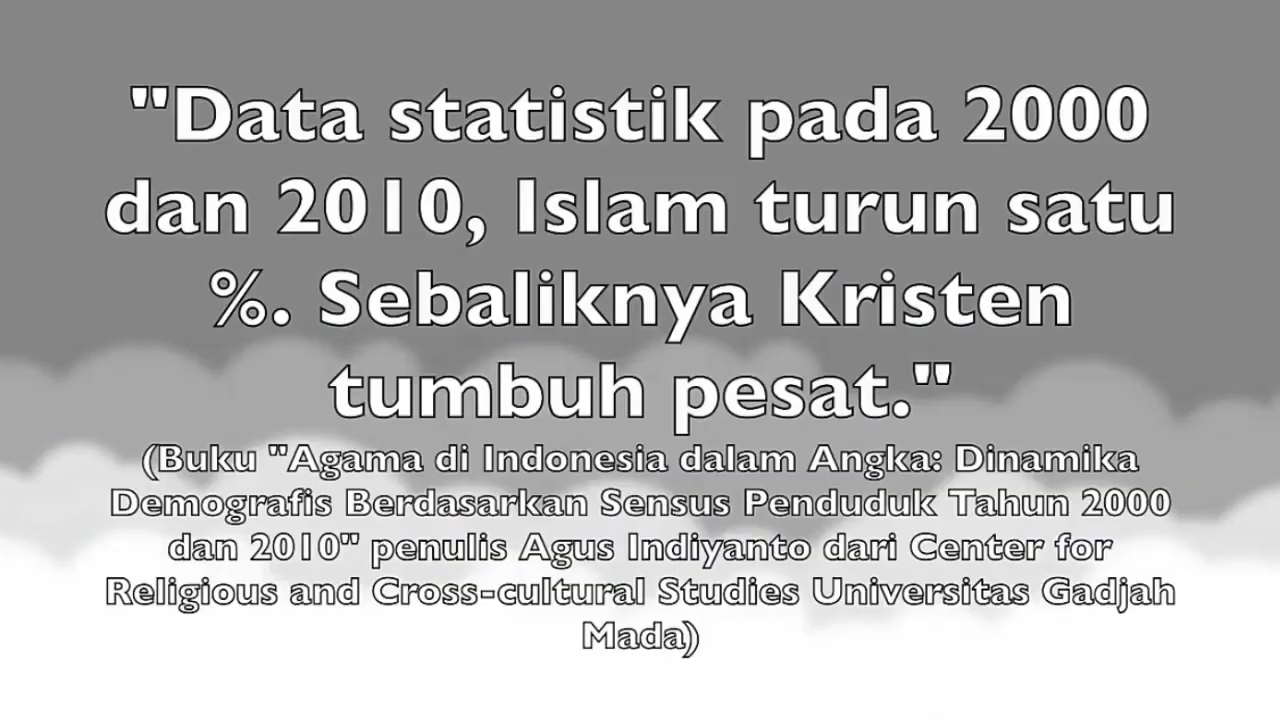 "Data statistik pada 2000
dan 2010, Islam turun satu
%. Sebaliknya Kristen
tumbuh pesat."
(Buku "Agama di Indonesia dalam Angka: Dinamika
Demografis Berdasarkan Sensus Penduduk Tahun 2000
dan 2010" penulis Agus Indiyanto dari Center for
Religious and Cross-cultural Studies Universitas Gadjah
Mada)